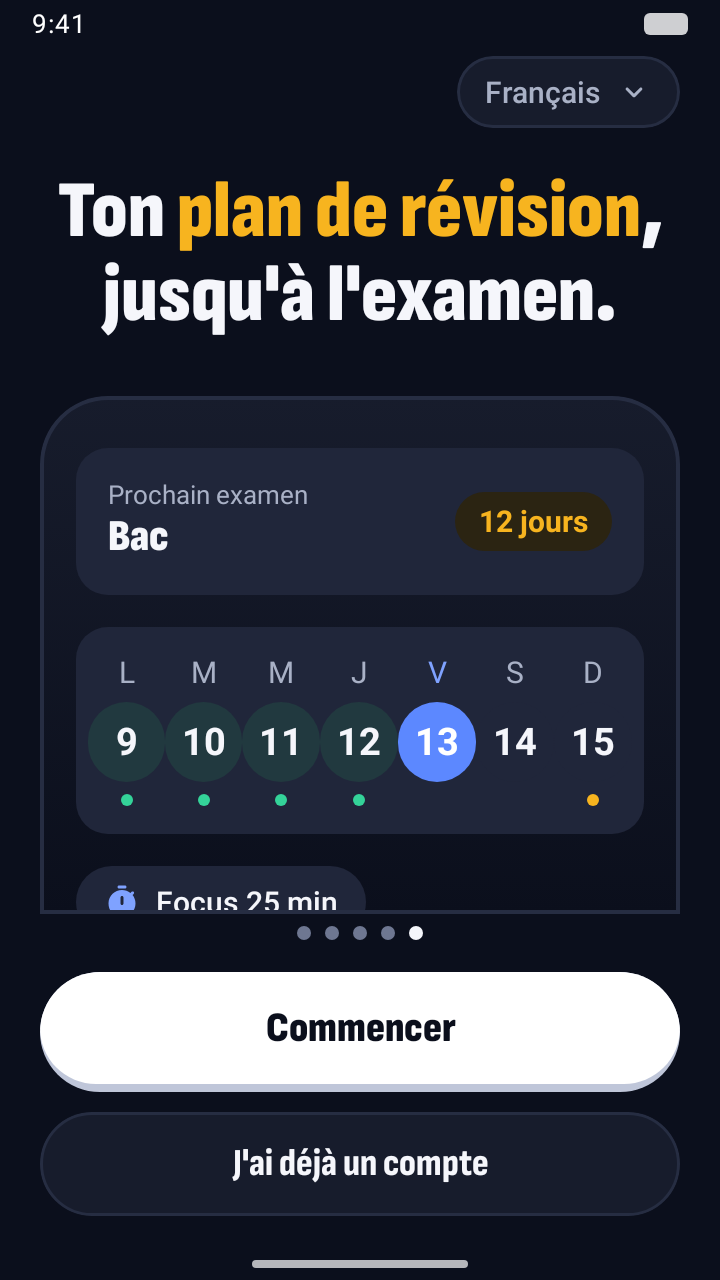 9:41
Français
Ton plan de révision,
jusqu'à l'examen.
Prochain examen
Bac
12 jours
L M M J V S D
9 10 11 12 13 14 15
Focus 25 min
Commencer
J'ai déjà un compte